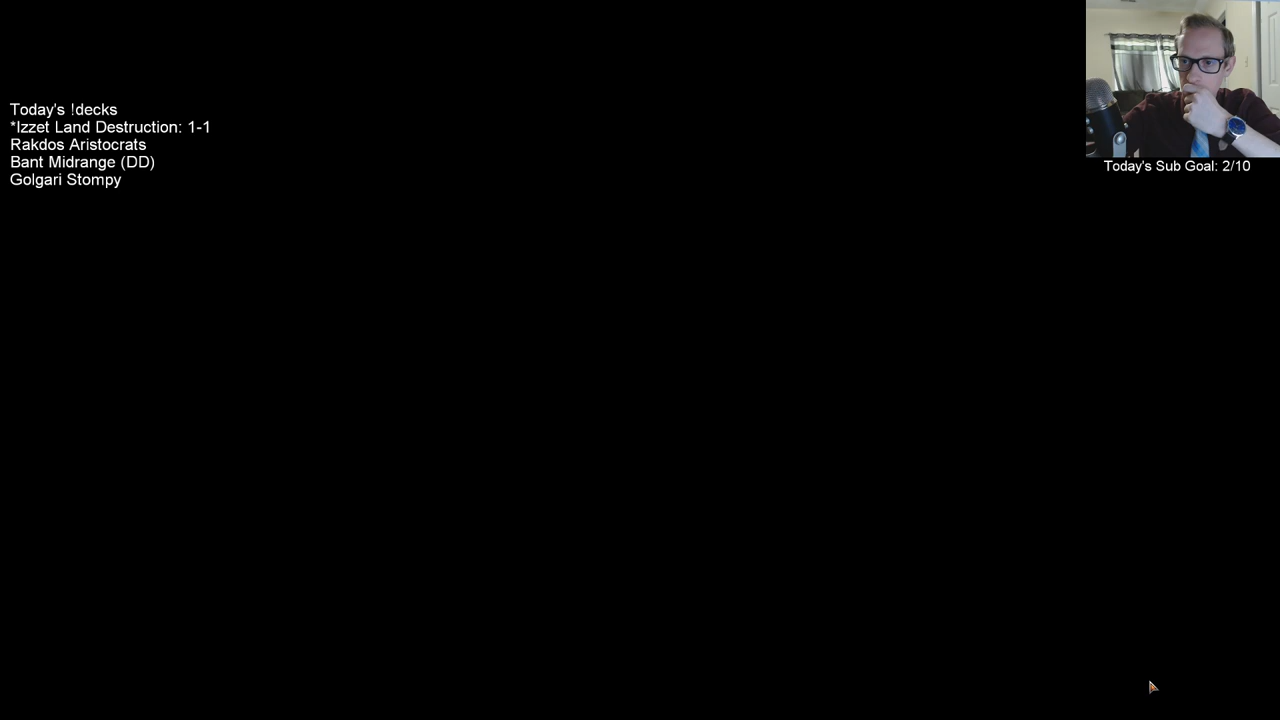 Today's !decks
*Izzet Land Destruction: 1-1
Rakdos Aristocrats
Bant Midrange (DD)
Golgari Stompy
Today's Sub Goal: 2/10